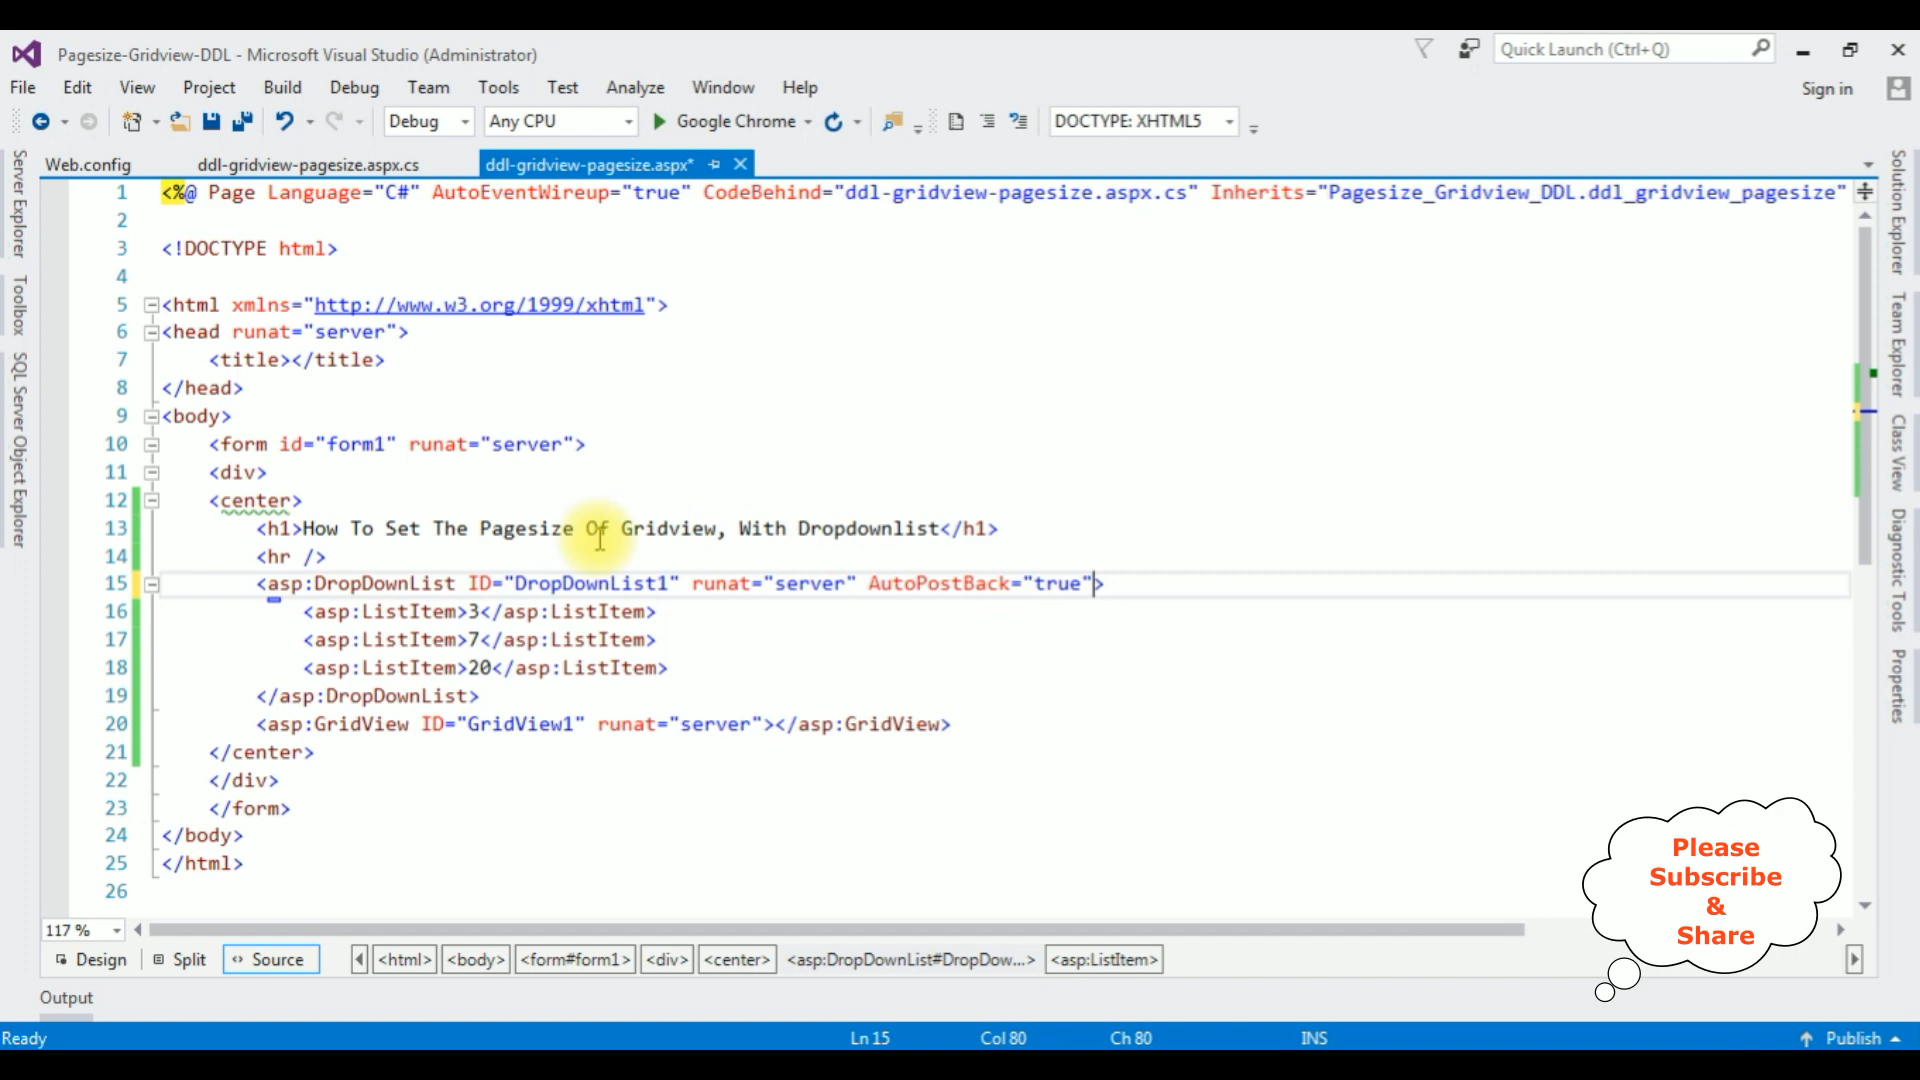 Pagesize-Gridview-DDL - Microsoft Visual Studio (Administrator)
Quick Launch (Ctrl+Q)
File Edit View Project Build Debug Team Tools Test Analyze Window Help
Sign in
Debug Any CPU Google Chrome DOCTYPE: XHTML5
Web.config ddl-gridview-pagesize.aspx.cs ddl-gridview-pagesize.aspx*
1 <%@ Page Language="C#" AutoEventWireup="true" CodeBehind="ddl-gridview-pagesize.aspx.cs" Inherits="Pagesize_Gridview_DDL.ddl_gridview_pagesize"
2
3 <!DOCTYPE html>
4
5 <html xmlns="http://www.w3.org/1999/xhtml">
6 <head runat="server">
7 <title></title>
8 </head>
9 <body>
10 <form id="form1" runat="server">
11 <div>
12 <center>
13 <h1>How To Set The Pagesize Of Gridview, With Dropdownlist</h1>
14 <hr />
15 <asp:DropDownList ID="DropDownList1" runat="server" AutoPostBack="true">
16 <asp:ListItem>3</asp:ListItem>
17 <asp:ListItem>7</asp:ListItem>
18 <asp:ListItem>20</asp:ListItem>
19 </asp:DropDownList>
20 <asp:GridView ID="GridView1" runat="server"></asp:GridView>
21 </center>
22 </div>
23 </form>
24 </body>
25 </html>
26
Server Explorer
Toolbox
SQL Server Object Explorer
Solution Explorer
Team Explorer
Class View
Diagnostic Tools
Properties
Please
Subscribe
&
Share
117 %
Design Split Source <html> <body> <form#form1> <div> <center> <asp:DropDownList#DropDow...> <asp:ListItem>
Output
Ready Ln 15 Col 80 Ch 80 INS Publish